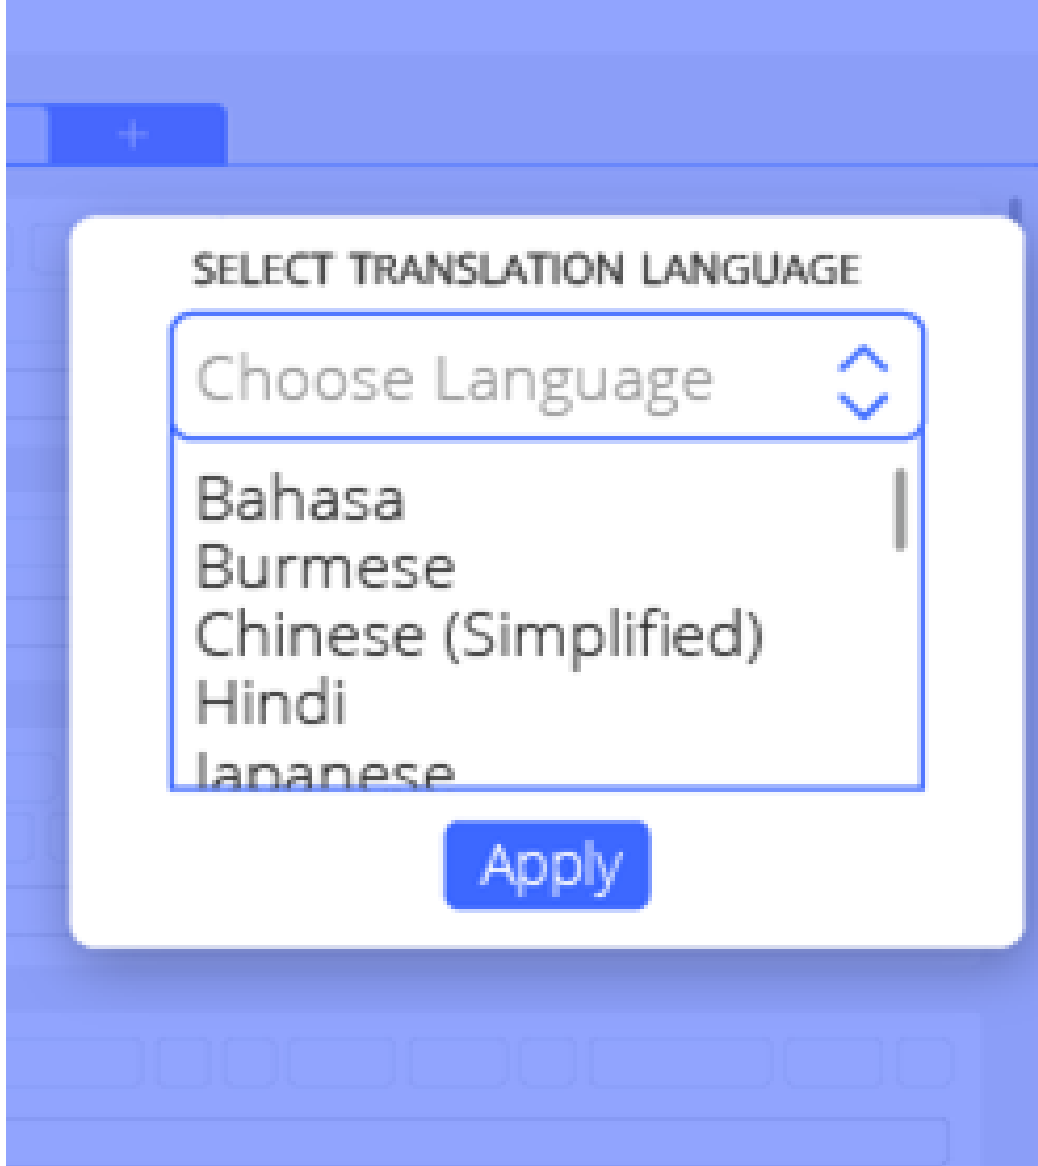 +
SELECT TRANSLATION LANGUAGE
Choose Language
Bahasa
Burmese
Chinese (Simplified)
Hindi
Japanese
Apply